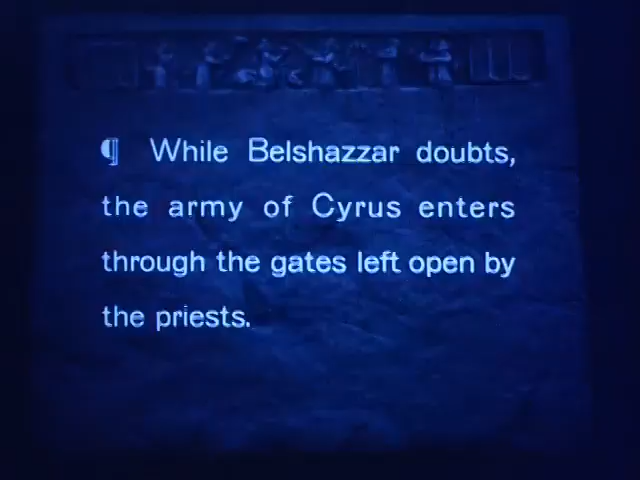 ¶ While Belshazzar doubts,
the army of Cyrus enters
through the gates left open by
the priests.